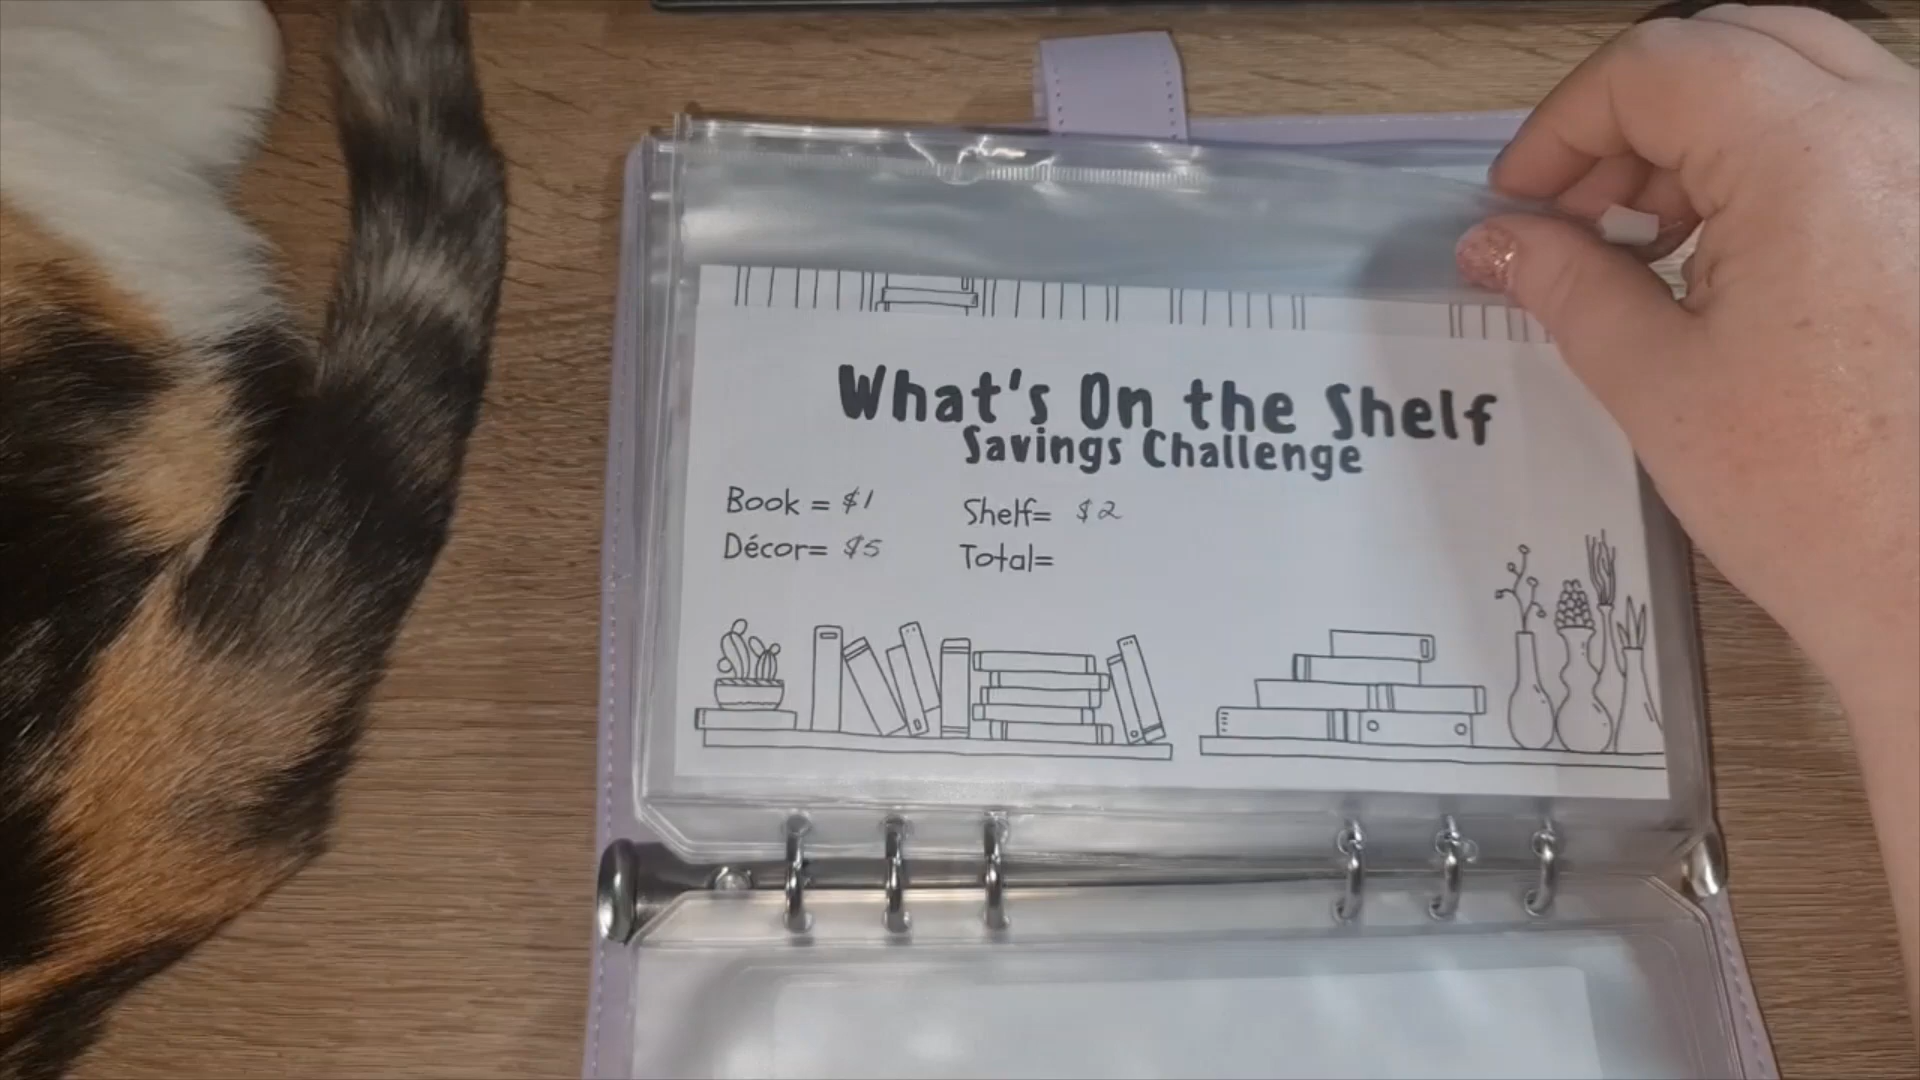 What's On the Shelf
Savings Challenge
Book = $1
Shelf= $2
Décor= $5
Total=